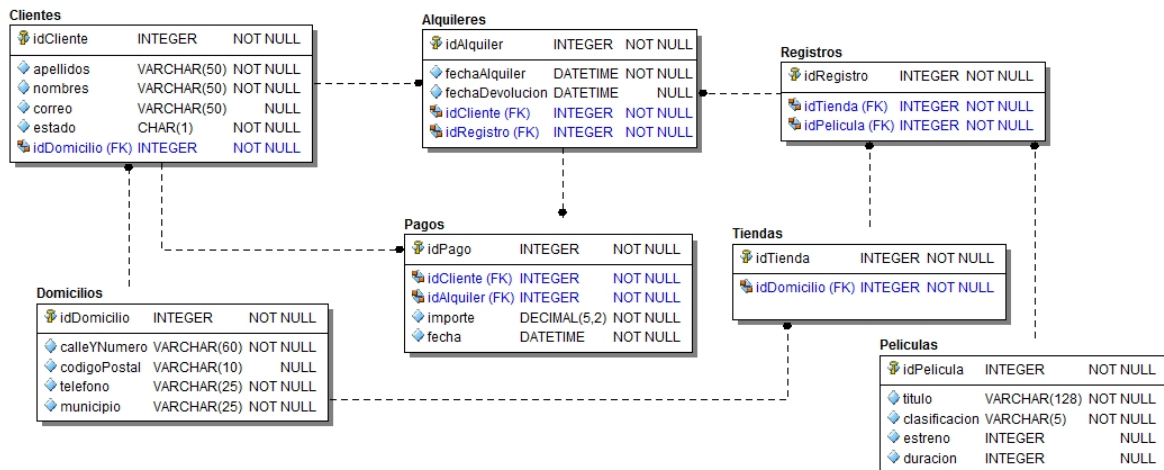 Clientes
idCliente INTEGER NOT NULL
apellidos VARCHAR(50) NOT NULL
nombres VARCHAR(50) NOT NULL
correo VARCHAR(50) NULL
estado CHAR(1) NOT NULL
idDomicilio (FK) INTEGER NOT NULL
Alquileres
idAlquiler INTEGER NOT NULL
fechaAlquiler DATETIME NOT NULL
fechaDevolucion DATETIME NULL
idCliente (FK) INTEGER NOT NULL
idRegistro (FK) INTEGER NOT NULL
Registros
idRegistro INTEGER NOT NULL
idTienda (FK) INTEGER NOT NULL
idPelicula (FK) INTEGER NOT NULL
Pagos
idPago INTEGER NOT NULL
idCliente (FK) INTEGER NOT NULL
idAlquiler (FK) INTEGER NOT NULL
importe DECIMAL(5,2) NOT NULL
fecha DATETIME NOT NULL
Tiendas
idTienda INTEGER NOT NULL
idDomicilio (FK) INTEGER NOT NULL
Domicilios
idDomicilio INTEGER NOT NULL
calleYNumero VARCHAR(60) NOT NULL
codigoPostal VARCHAR(10) NULL
telefono VARCHAR(25) NOT NULL
municipio VARCHAR(25) NOT NULL
Peliculas
idPelicula INTEGER NOT NULL
titulo VARCHAR(128) NOT NULL
clasificacion VARCHAR(5) NOT NULL
estreno INTEGER NULL
duracion INTEGER NULL